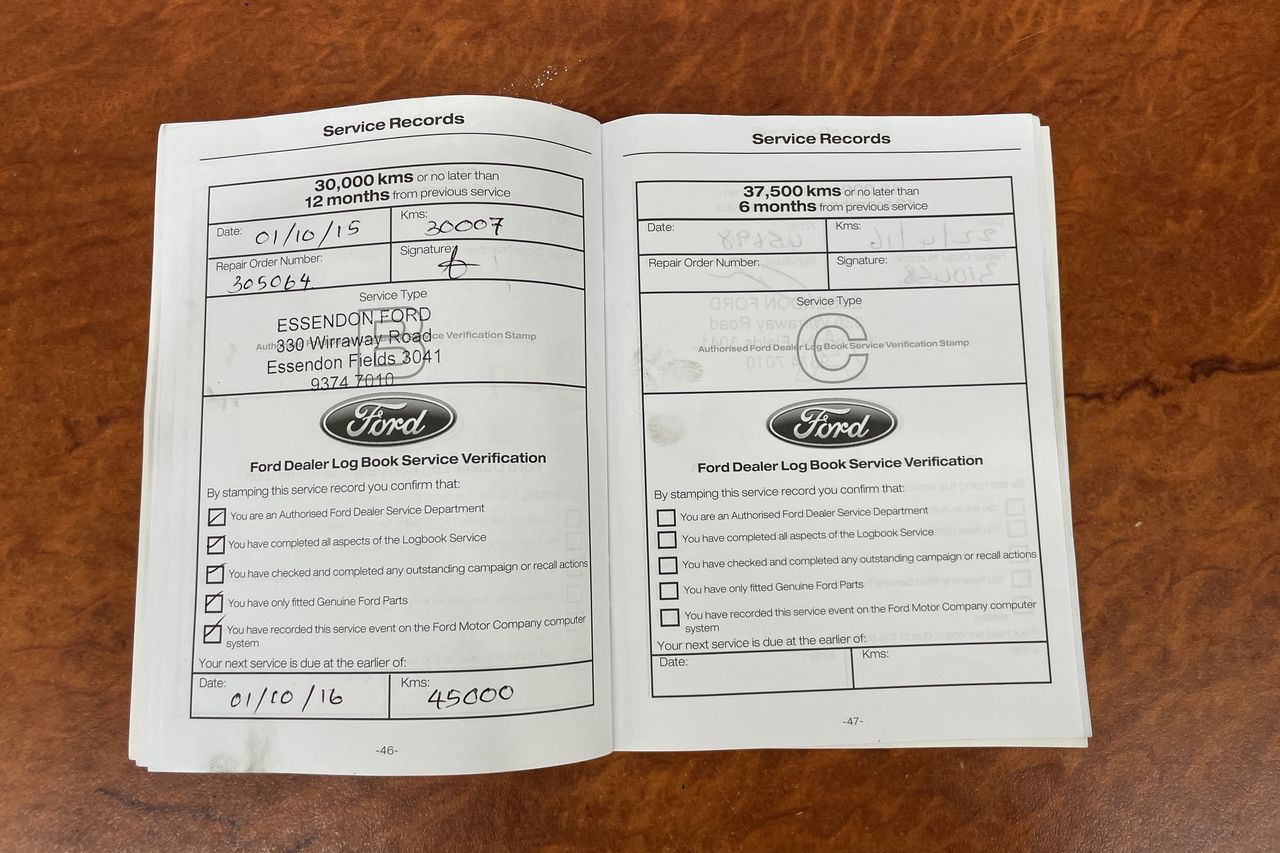 Service Records
30,000 kms or no later than
12 months from previous service
Date: 01/10/15
Kms: 30007
Repair Order Number: 305064
Signature:
Service Type
B
Authorised Ford Dealer Log Book Service Verification Stamp
ESSENDON FORD
330 Wirraway Road
Essendon Fields 3041
9374 7010
Ford
Ford Dealer Log Book Service Verification
By stamping this service record you confirm that:
You are an Authorised Ford Dealer Service Department
You have completed all aspects of the Logbook Service
You have checked and completed any outstanding campaign or recall actions
You have only fitted Genuine Ford Parts
You have recorded this service event on the Ford Motor Company computer
system
Your next service is due at the earlier of:
Date: 01/10/16
Kms: 45000
-46-
Service Records
37,500 kms or no later than
6 months from previous service
Date:
Kms:
Repair Order Number:
Signature:
Service Type
C
Authorised Ford Dealer Log Book Service Verification Stamp
Ford
Ford Dealer Log Book Service Verification
By stamping this service record you confirm that:
You are an Authorised Ford Dealer Service Department
You have completed all aspects of the Logbook Service
You have checked and completed any outstanding campaign or recall actions
You have only fitted Genuine Ford Parts
You have recorded this service event on the Ford Motor Company computer
system
Your next service is due at the earlier of:
Date:
Kms:
-47-